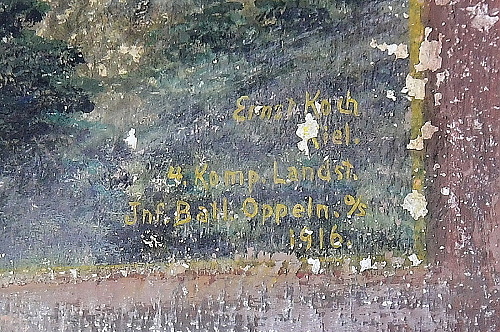 Ernst Koch
4. Komp. Landst.
Inf. Batl. Oppeln. O/S
1916.